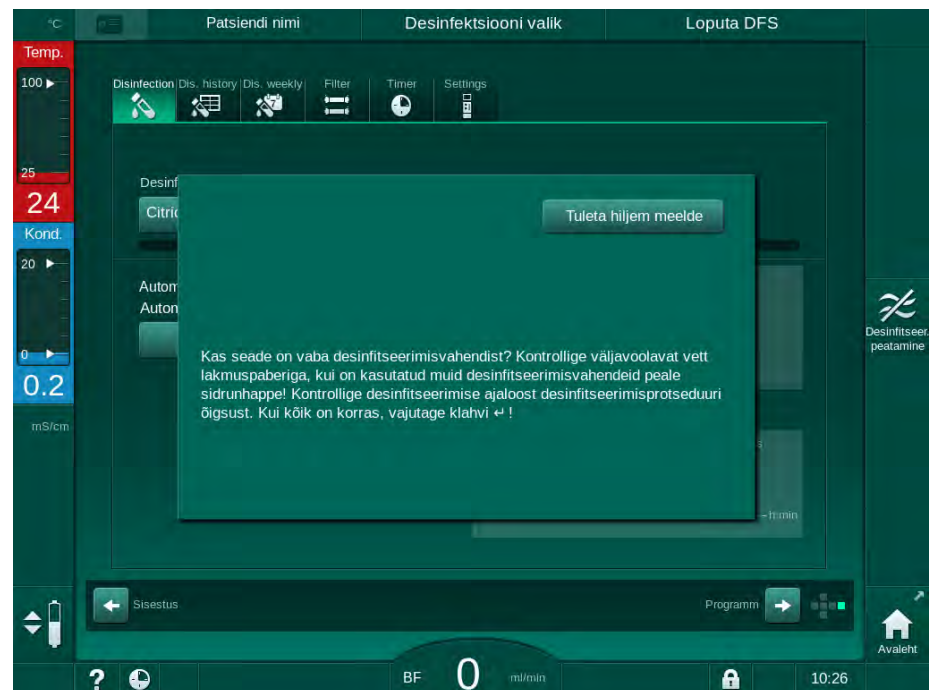 °C
Patsiendi nimi
Desinfektsiooni valik
Loputa DFS
Temp.
100
25
24
Kond.
20
0
0.2
mS/cm
Disinfection
Dis. history
Dis. weekly
Filter
Timer
Settings
Desinf
Citric
Autom
Autom
Tuleta hiljem meelde
Kas seade on vaba desinfitseerimisvahendist? Kontrollige väljavoolavat vett
lakmuspaberiga, kui on kasutatud muid desinfitseerimisvahendeid peale
sidrunhappe! Kontrollige desinfitseerimise ajaloost desinfitseerimisprotseduuri
õigsust. Kui kõik on korras, vajutage klahvi ↵ !
s
– h:min
Desinfitseer.
peatamine
Sisestus
Programm
Avaleht
?
BF
0
ml/min
10:26